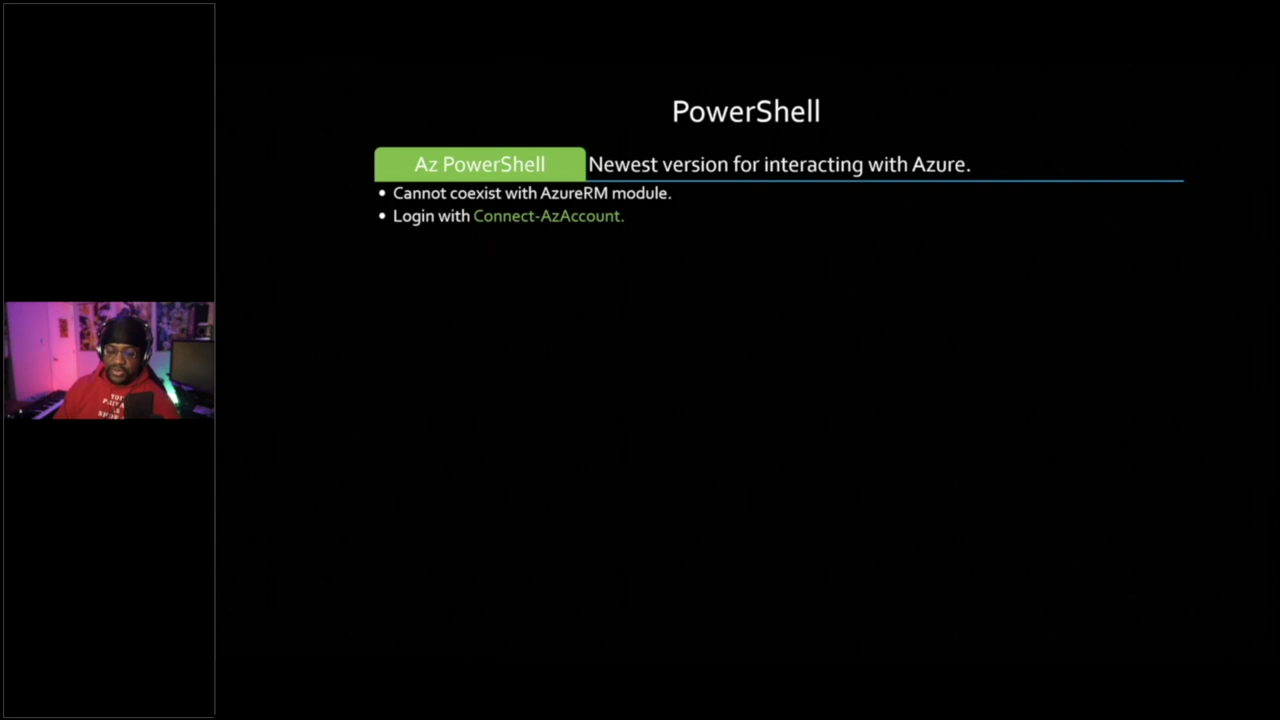 PowerShell
Az PowerShell Newest version for interacting with Azure.
• Cannot coexist with AzureRM module.
• Login with Connect-AzAccount.